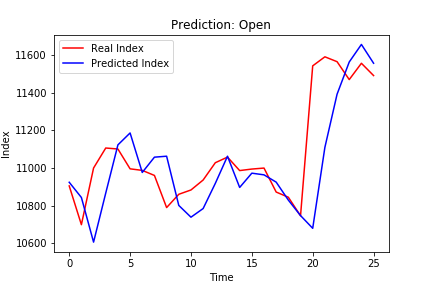 Prediction: Open
Real Index
Predicted Index
11600
11400
11200
11000
10800
10600
Index
0 5 10 15 20 25
Time